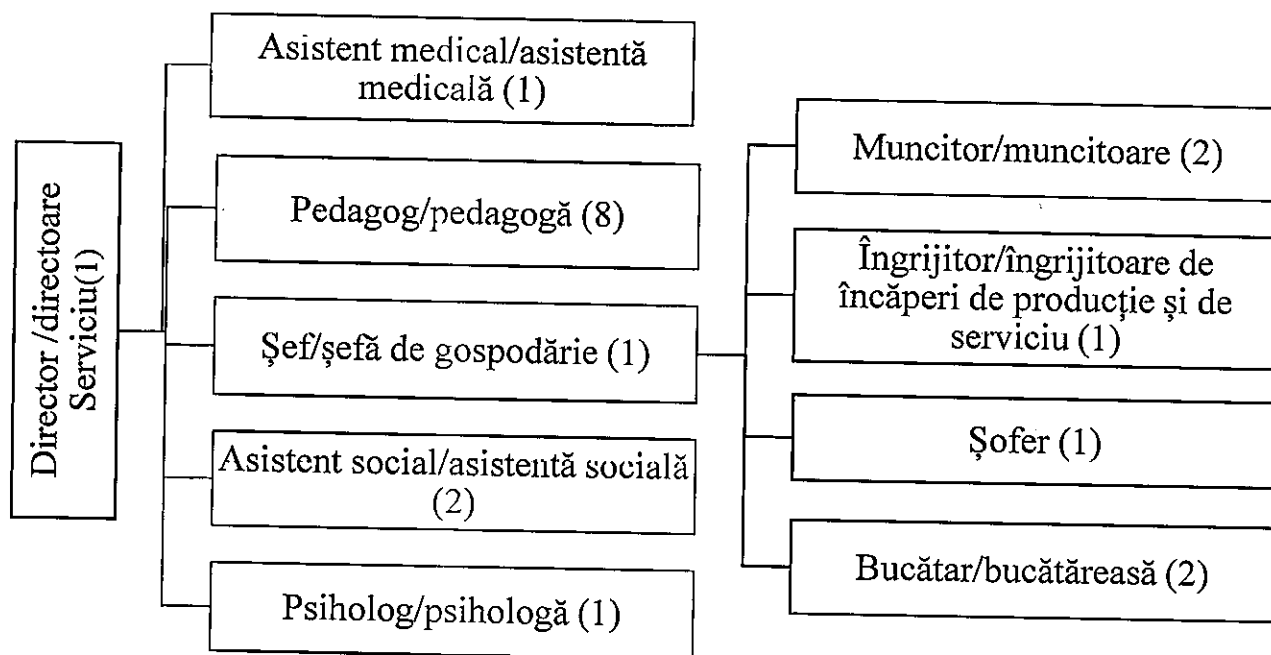 Director /directoare
Serviciu(1)
Asistent medical/asistentă
medicală (1)
Pedagog/pedagogă (8)
Șef/șefă de gospodărie (1)
Asistent social/asistentă socială
(2)
Psiholog/psihologă (1)
Muncitor/muncitoare (2)
Îngrijitor/îngrijitoare de
încăperi de producție și de
serviciu (1)
Șofer (1)
Bucătar/bucătăreasă (2)